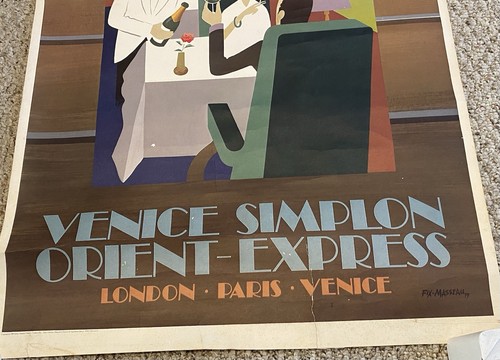 VENICE SIMPLON
ORIENT-EXPRESS
LONDON · PARIS · VENICE
FIX-MASSEAU